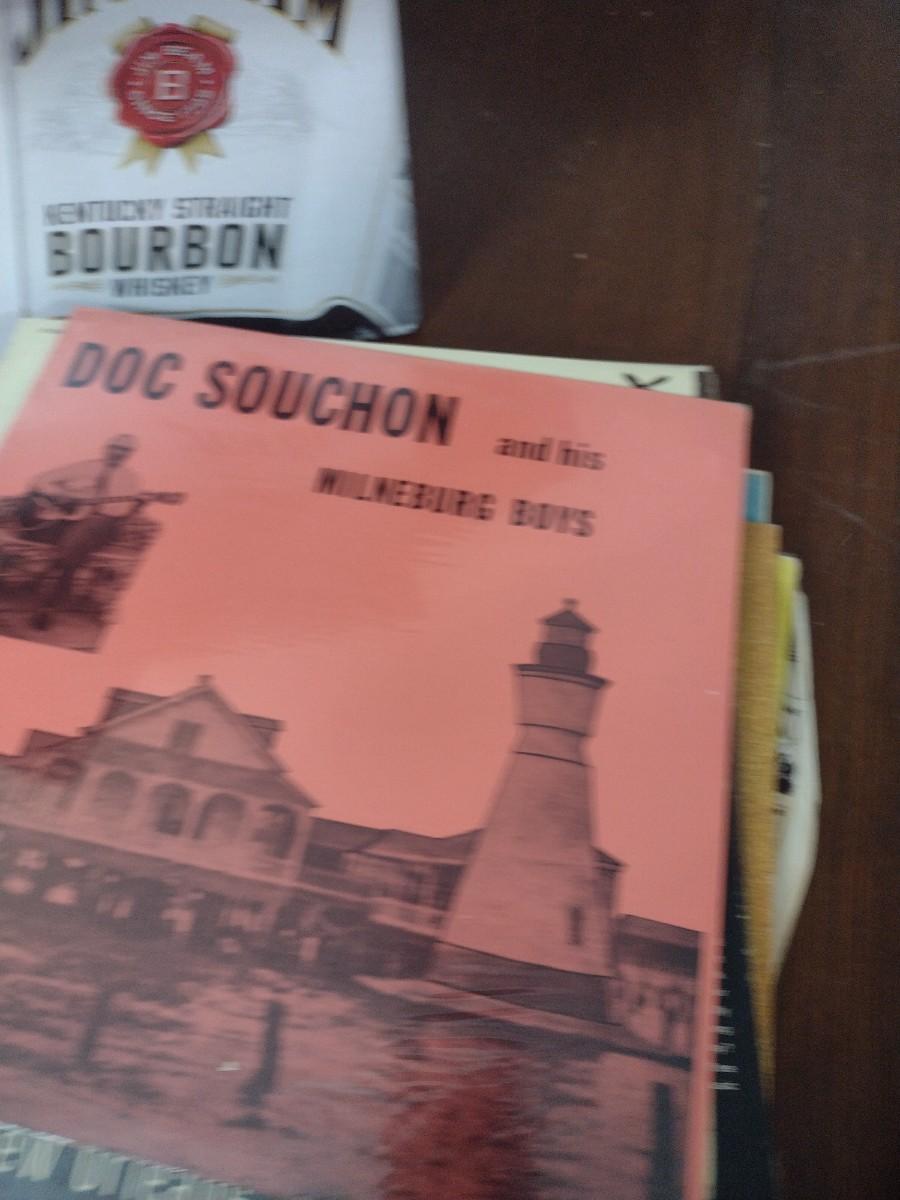 KENTUCKY STRAIGHT
BOURBON
WHISKEY
DOC SOUCHON
and his
MILNEBURG BOYS